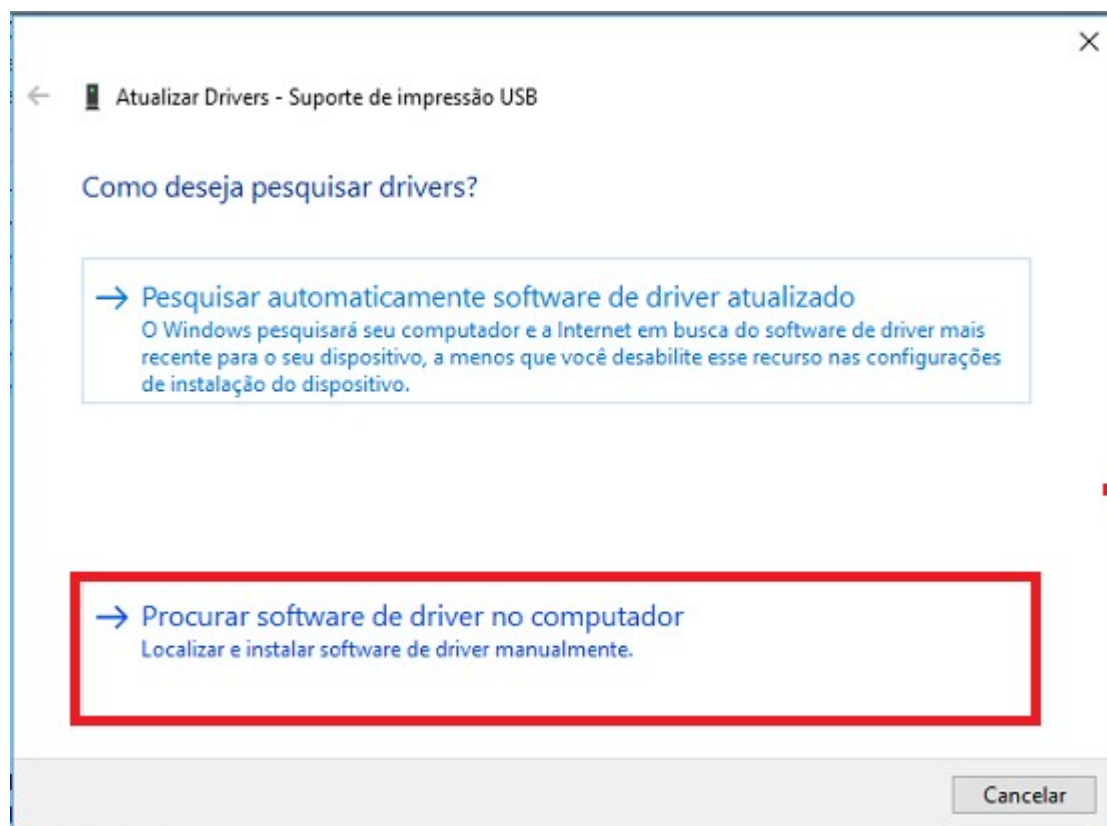 Atualizar Drivers - Suporte de impressão USB
Como deseja pesquisar drivers?
Pesquisar automaticamente software de driver atualizado
O Windows pesquisará seu computador e a Internet em busca do software de driver mais
recente para o seu dispositivo, a menos que você desabilite esse recurso nas configurações
de instalação do dispositivo.
Procurar software de driver no computador
Localizar e instalar software de driver manualmente.
Cancelar